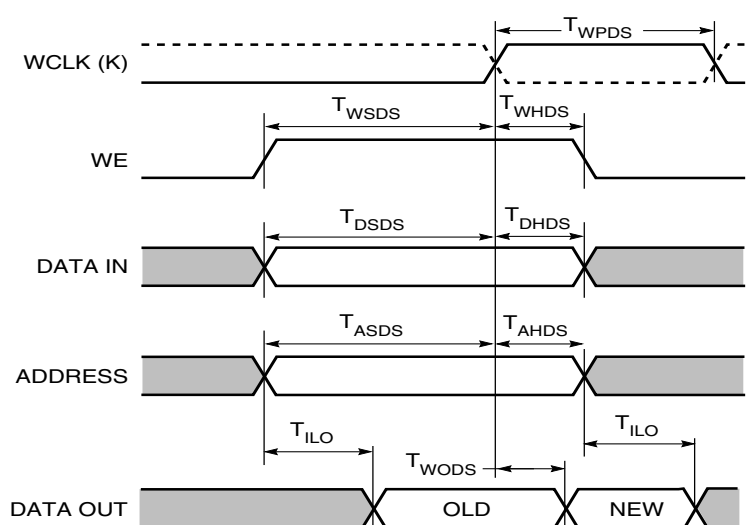 T_WPDS
WCLK (K)
T_WSDS T_WHDS
WE
T_DSDS T_DHDS
DATA IN
T_ASDS T_AHDS
ADDRESS
T_ILO T_ILO
T_WODS
DATA OUT OLD NEW